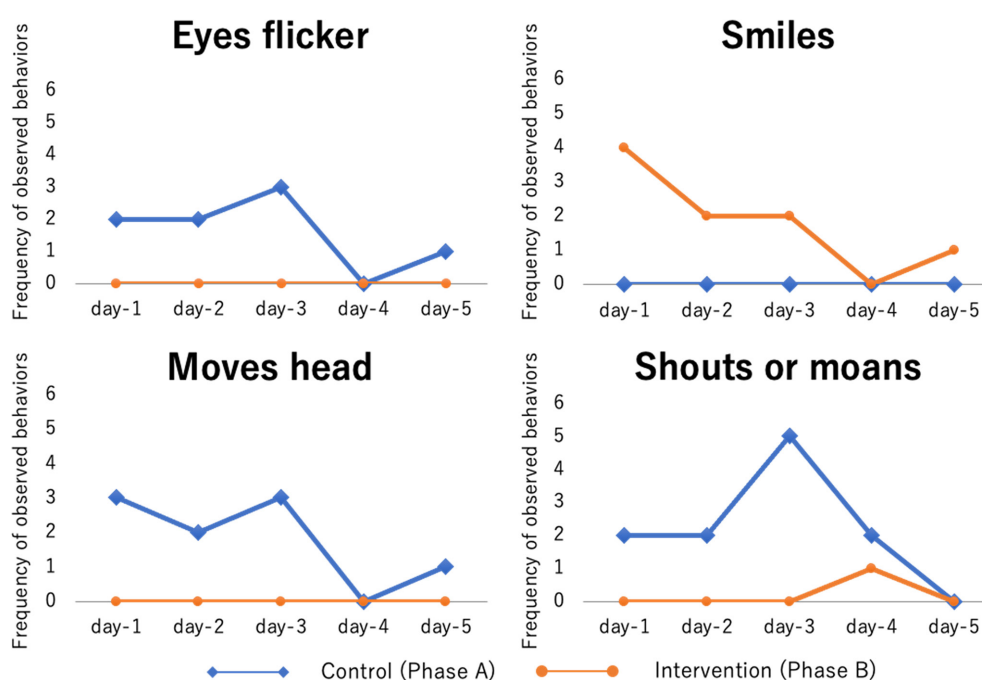 Eyes flicker
Frequency of observed behaviors
6
5
4
3
2
1
0
day-1 day-2 day-3 day-4 day-5
Smiles
Frequency of observed behaviors
6
5
4
3
2
1
0
day-1 day-2 day-3 day-4 day-5
Moves head
Frequency of observed behaviors
6
5
4
3
2
1
0
day-1 day-2 day-3 day-4 day-5
Shouts or moans
Frequency of observed behaviors
6
5
4
3
2
1
0
day-1 day-2 day-3 day-4 day-5
Control (Phase A) Intervention (Phase B)